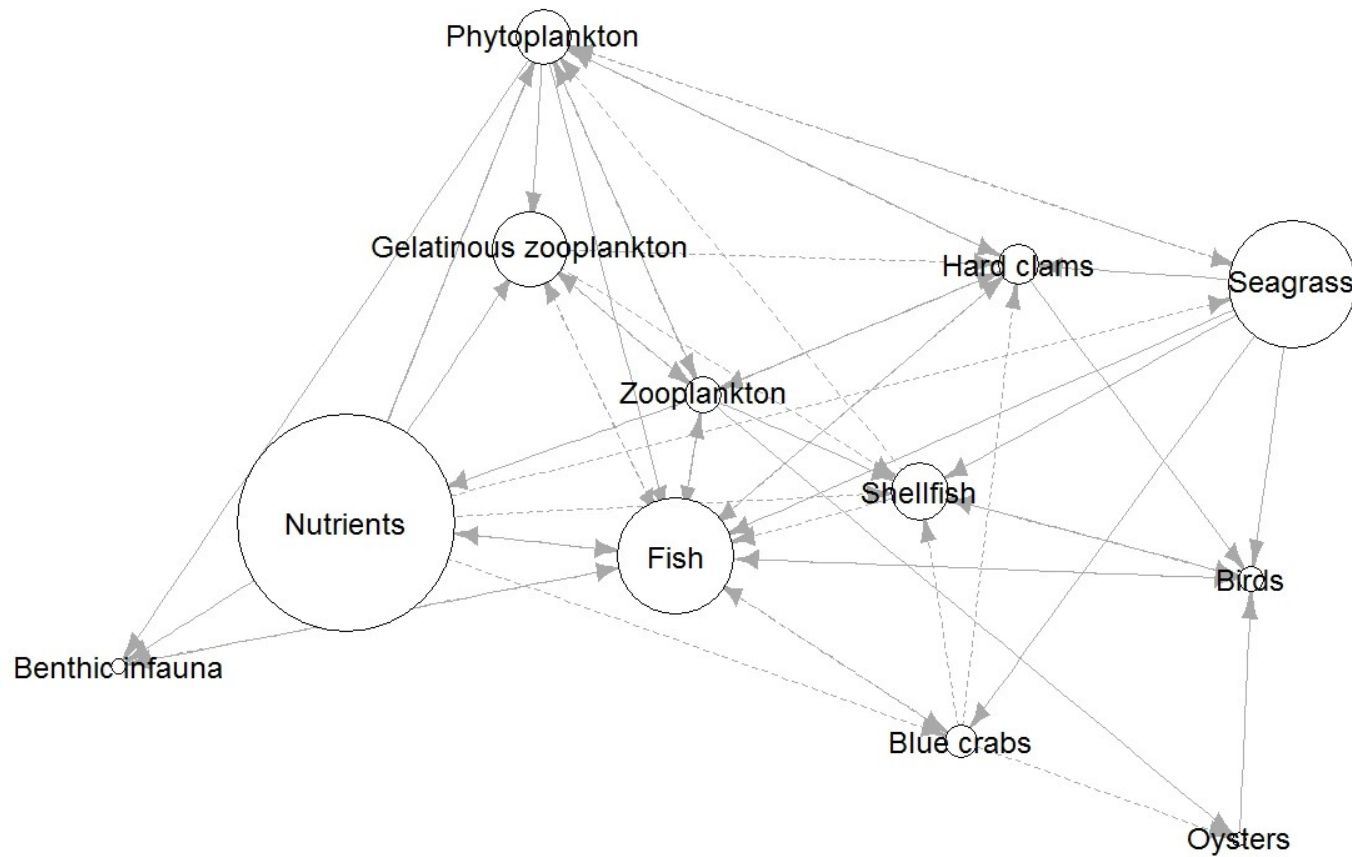 Phytoplankton
Gelatinous zooplankton
Hard clams
Seagrass
Zooplankton
Shellfish
Nutrients
Fish
Birds
Benthic infauna
Blue crabs
Oysters